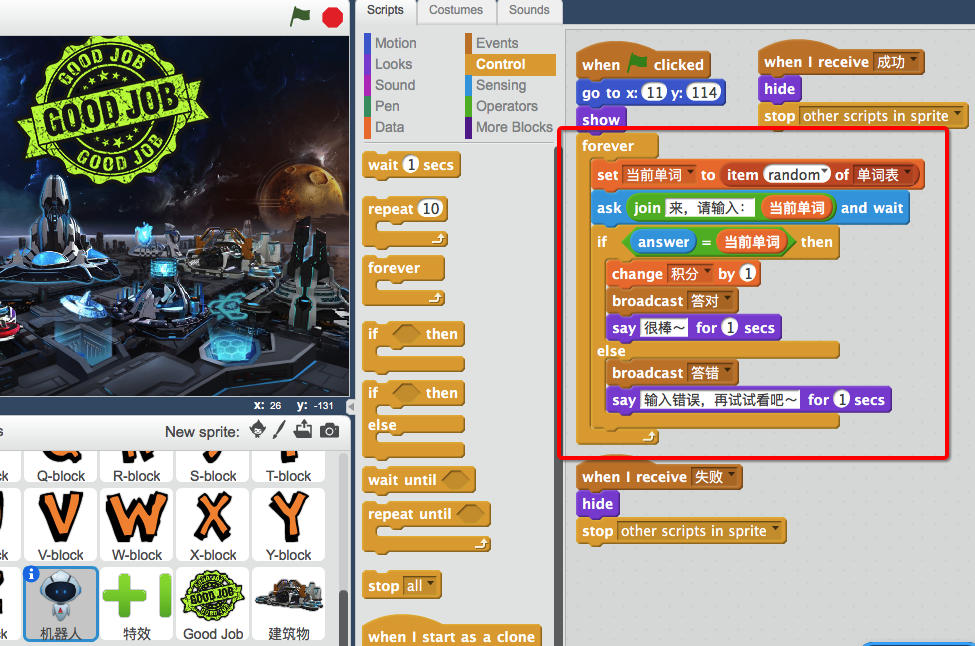 Scripts
Costumes
Sounds
Motion
Looks
Sound
Pen
Data
Events
Control
Sensing
Operators
More Blocks
wait 1 secs
repeat 10
forever
if then
if then
else
wait until
repeat until
stop all
when I start as a clone
GOOD JOB
GOOD JOB
GOOD JOB
x: 26 y: -131
New sprite:
Q-block
R-block
S-block
T-block
V
W
X
Y
V-block
W-block
X-block
Y-block
机器人
特效
GOOD JOB
Good Job
建筑物
when clicked
go to x: 11 y: 114
show
forever
set 当前单词 to item random of 单词表
ask join 来，请输入： 当前单词 and wait
if answer = 当前单词 then
change 积分 by 1
broadcast 答对
say 很棒～ for 1 secs
else
broadcast 答错
say 输入错误，再试试看吧～ for 1 secs
when I receive 成功
hide
stop other scripts in sprite
when I receive 失败
hide
stop other scripts in sprite